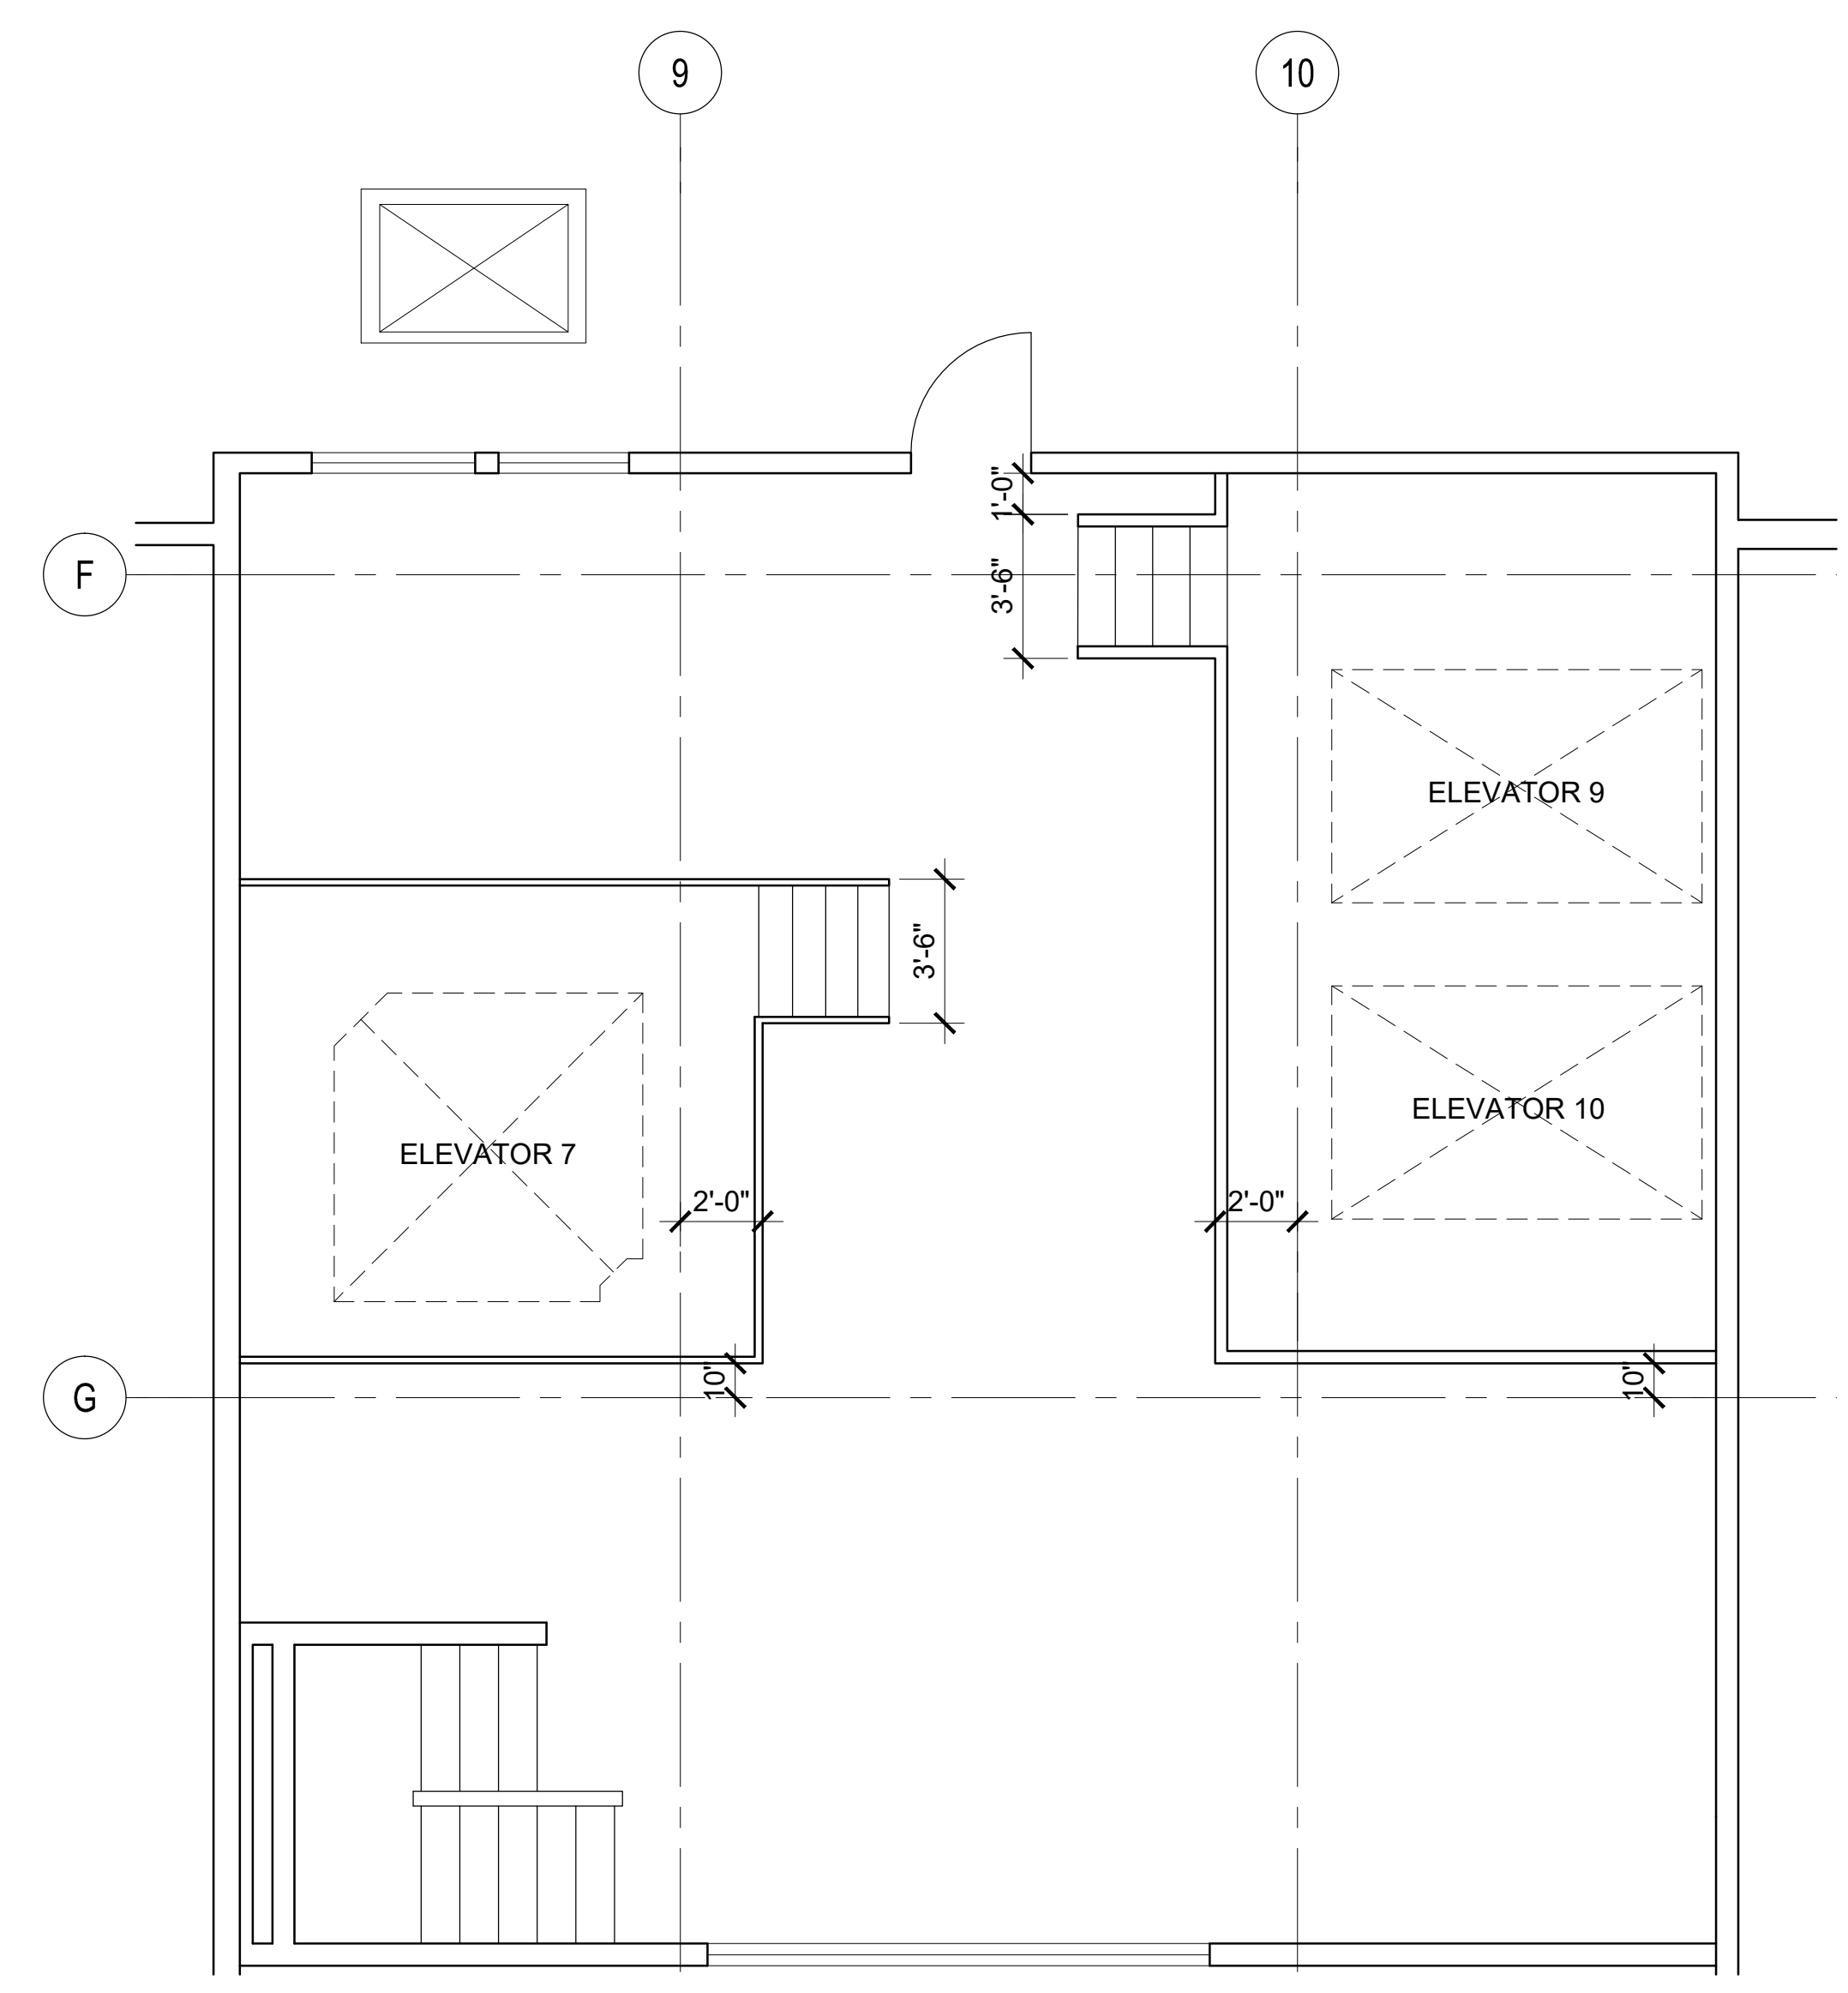 9
10
1'-0"
F
3'-6"
ELEVATOR 9
3'-6"
ELEVATOR 10
ELEVATOR 7
2'-0"
2'-0"
10"
10"
G